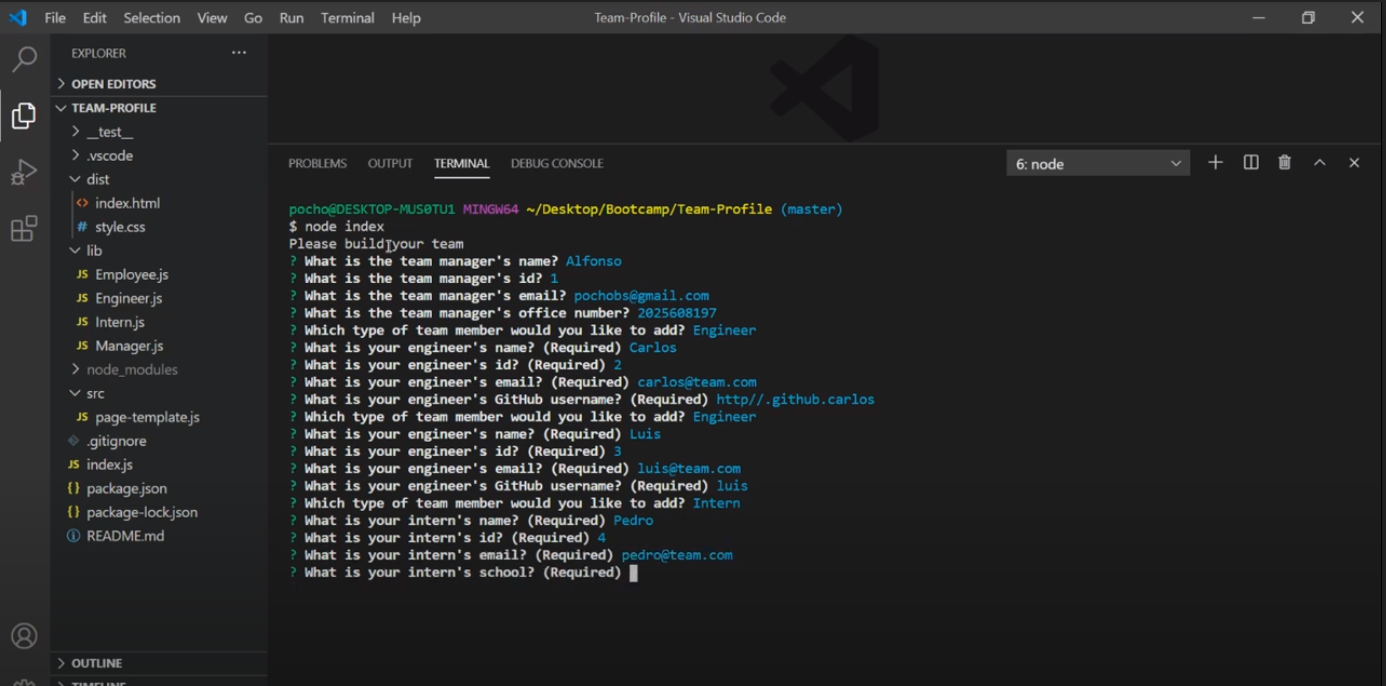 File Edit Selection View Go Run Terminal Help
Team-Profile - Visual Studio Code
EXPLORER
OPEN EDITORS
TEAM-PROFILE
__test__
.vscode
dist
index.html
# style.css
lib
JS Employee.js
JS Engineer.js
JS Intern.js
JS Manager.js
node_modules
src
JS page-template.js
.gitignore
JS index.js
{} package.json
{} package-lock.json
README.md
OUTLINE
TIMELINE
PROBLEMS OUTPUT TERMINAL DEBUG CONSOLE
6: node
pocho@DESKTOP-MUS0TU1 MINGW64 ~/Desktop/Bootcamp/Team-Profile (master)
$ node index
Please build your team
? What is the team manager's name? Alfonso
? What is the team manager's id? 1
? What is the team manager's email? pochobs@gmail.com
? What is the team manager's office number? 2025608197
? Which type of team member would you like to add? Engineer
? What is your engineer's name? (Required) Carlos
? What is your engineer's id? (Required) 2
? What is your engineer's email? (Required) carlos@team.com
? What is your engineer's GitHub username? (Required) http//.github.carlos
? Which type of team member would you like to add? Engineer
? What is your engineer's name? (Required) Luis
? What is your engineer's id? (Required) 3
? What is your engineer's email? (Required) luis@team.com
? What is your engineer's GitHub username? (Required) luis
? Which type of team member would you like to add? Intern
? What is your intern's name? (Required) Pedro
? What is your intern's id? (Required) 4
? What is your intern's email? (Required) pedro@team.com
? What is your intern's school? (Required)